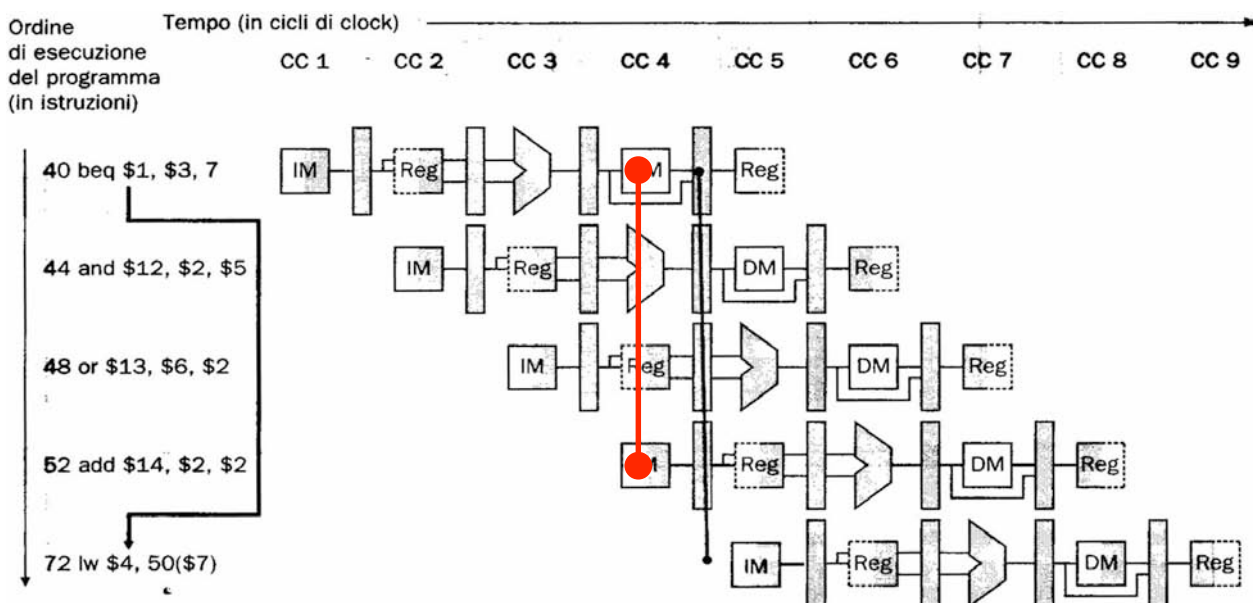 Ordine
di esecuzione
del programma
(in istruzioni)
Tempo (in cicli di clock)
CC 1 CC 2 CC 3 CC 4 CC 5 CC 6 CC 7 CC 8 CC 9
40 beq $1, $3, 7
IM Reg Reg
44 and $12, $2, $5
IM Reg DM Reg
48 or $13, $6, $2
IM Reg DM Reg
52 add $14, $2, $2
Reg DM Reg
72 lw $4, 50($7)
IM Reg DM Reg